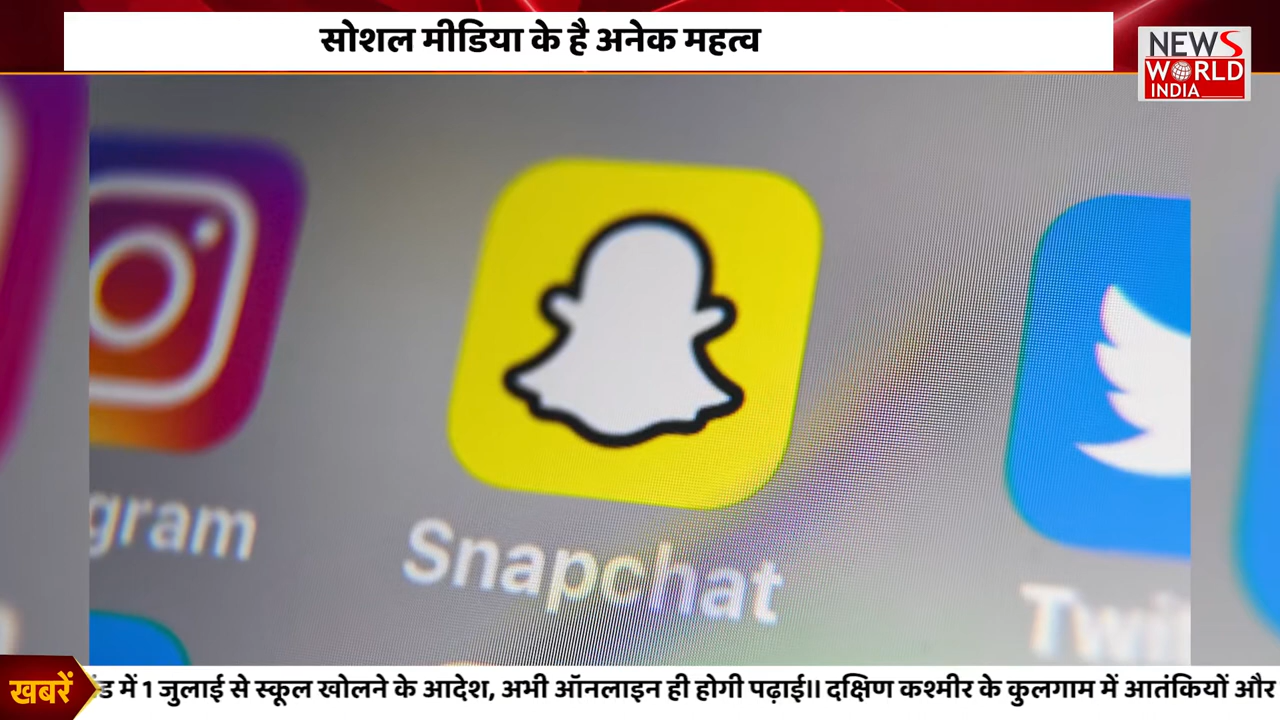 सोशल मीडिया के है अनेक महत्व
NEWS
WORLD
INDIA
gram
Snapchat
Twi
खबरें
में 1 जुलाई से स्कूल खोलने के आदेश, अभी ऑनलाइन ही होगी पढ़ाई॥ दक्षिण कश्मीर के कुलगाम में आतंकियों और